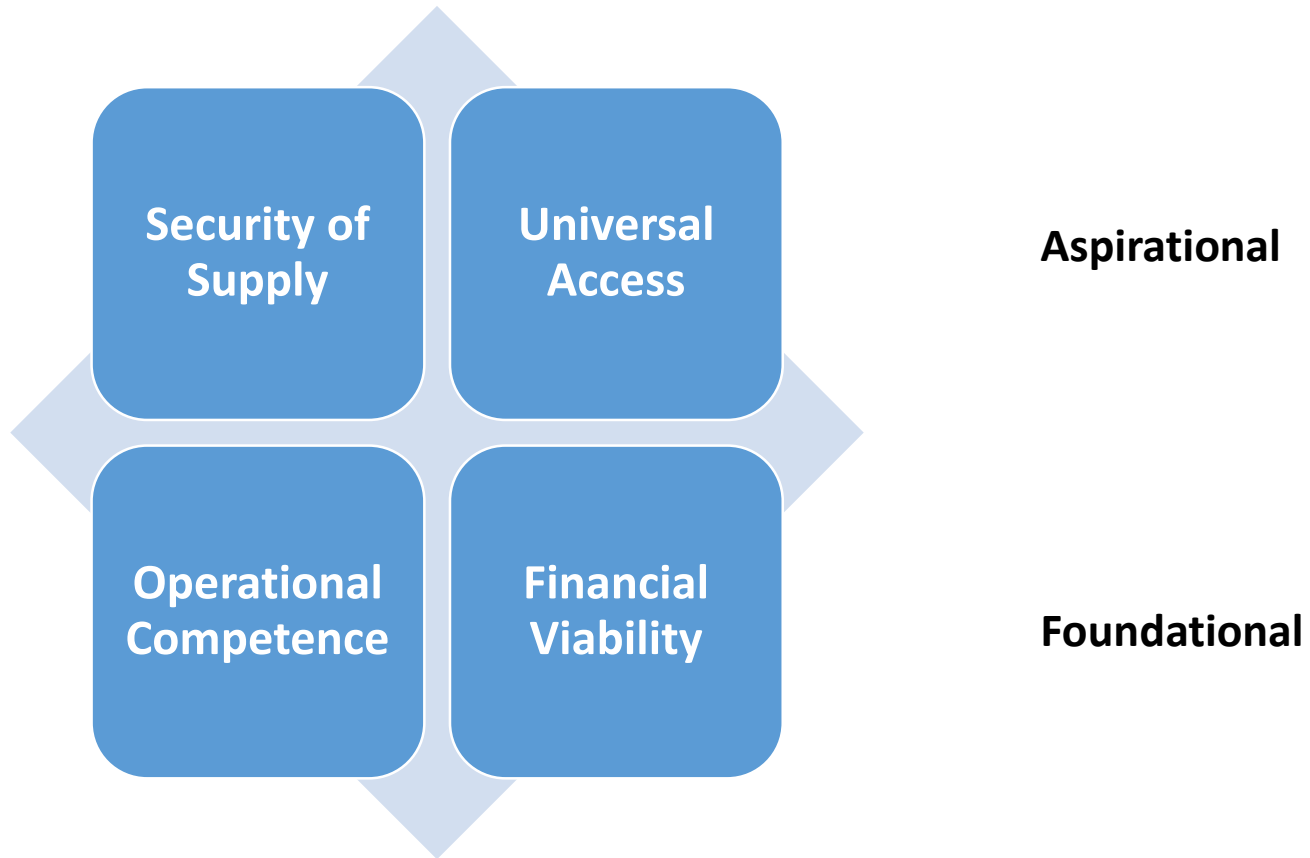 Security of
Supply
Universal
Access
Aspirational
Operational
Competence
Financial
Viability
Foundational